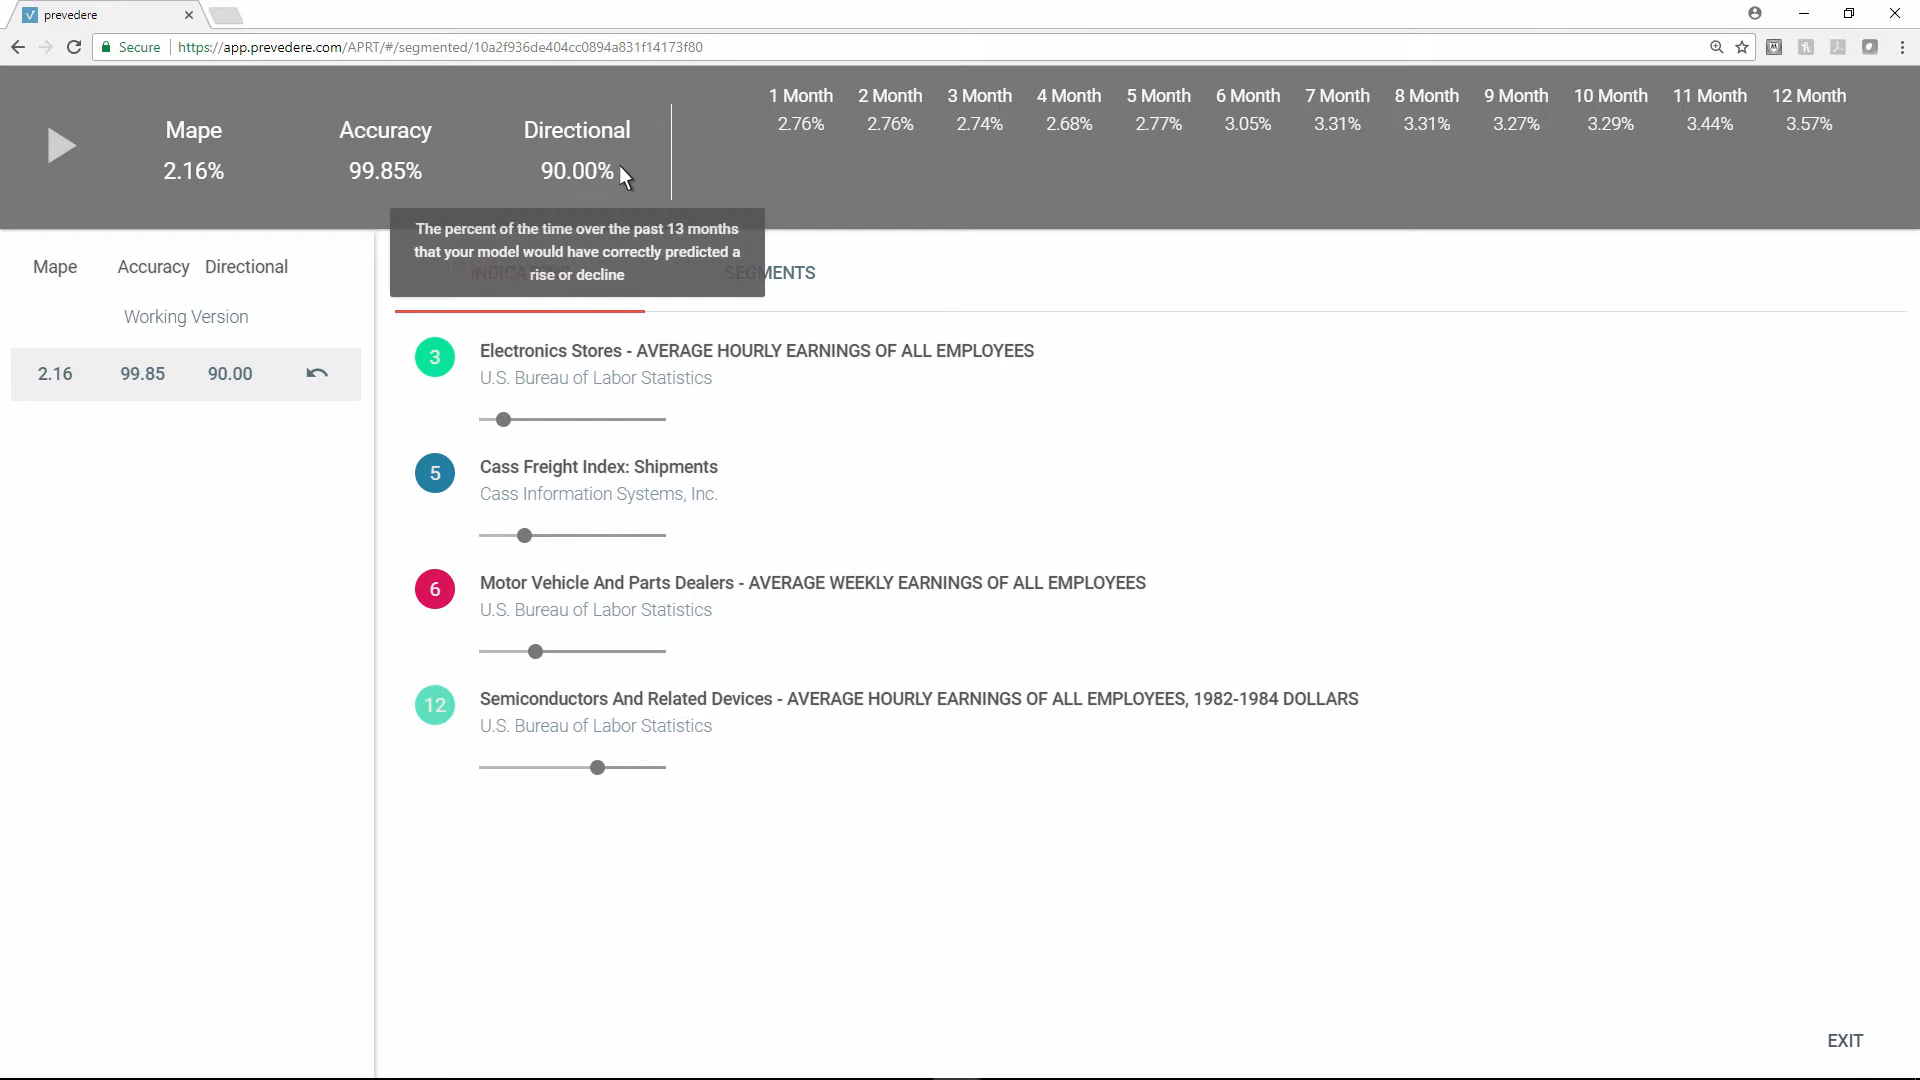 prevedere
Secure https://app.prevedere.com/APRT/#/segmented/10a2f936de404cc0894a831f14173f80
Mape Accuracy Directional
2.16% 99.85% 90.00%
1 Month 2 Month 3 Month 4 Month 5 Month 6 Month 7 Month 8 Month 9 Month 10 Month 11 Month 12 Month
2.76% 2.76% 2.74% 2.68% 2.77% 3.05% 3.31% 3.31% 3.27% 3.29% 3.44% 3.57%
The percent of the time over the past 13 months
that your model would have correctly predicted a
rise or decline
SEGMENTS
Mape Accuracy Directional
Working Version
2.16 99.85 90.00
3 Electronics Stores - AVERAGE HOURLY EARNINGS OF ALL EMPLOYEES
U.S. Bureau of Labor Statistics
5 Cass Freight Index: Shipments
Cass Information Systems, Inc.
6 Motor Vehicle And Parts Dealers - AVERAGE WEEKLY EARNINGS OF ALL EMPLOYEES
U.S. Bureau of Labor Statistics
12 Semiconductors And Related Devices - AVERAGE HOURLY EARNINGS OF ALL EMPLOYEES, 1982-1984 DOLLARS
U.S. Bureau of Labor Statistics
EXIT